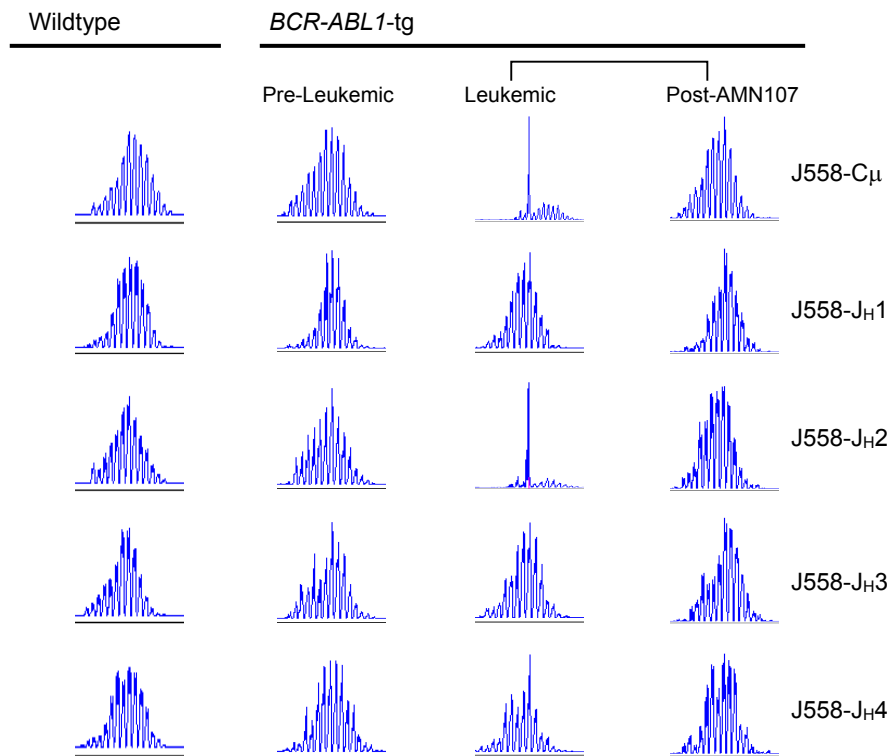 Wildtype BCR-ABL1-tg
Pre-Leukemic Leukemic Post-AMN107
J558-Cμ
J558-JH1
J558-JH2
J558-JH3
J558-JH4